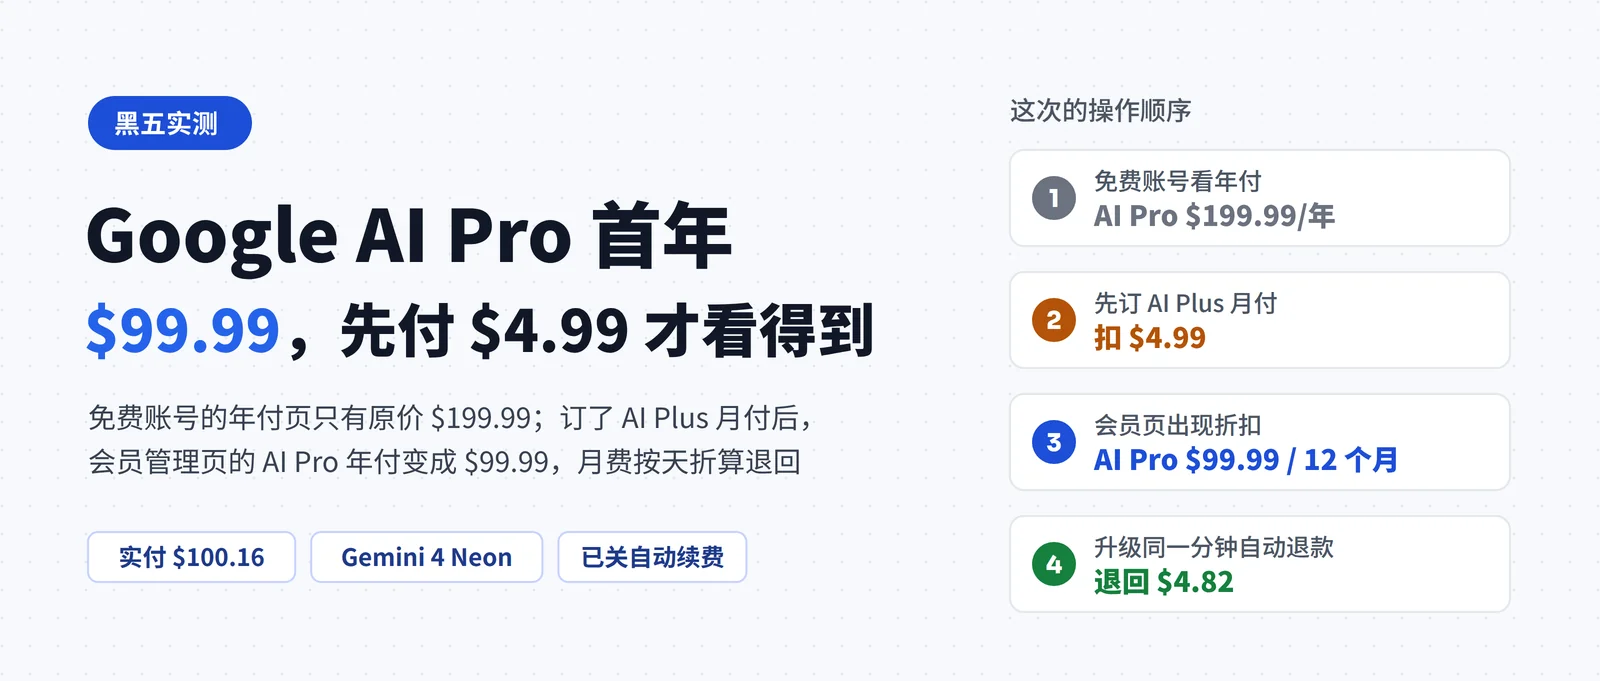 黑五实测
Google AI Pro 首年
$99.99，先付 $4.99 才看得到
免费账号的年付页只有原价 $199.99；订了 AI Plus 月付后，
会员管理页的 AI Pro 年付变成 $99.99，月费按天折算退回
实付 $100.16
Gemini 4 Neon
已关自动续费
这次的操作顺序
1
免费账号看年付
AI Pro $199.99/年
2
先订 AI Plus 月付
扣 $4.99
3
会员页出现折扣
AI Pro $99.99 / 12 个月
4
升级同一分钟自动退款
退回 $4.82